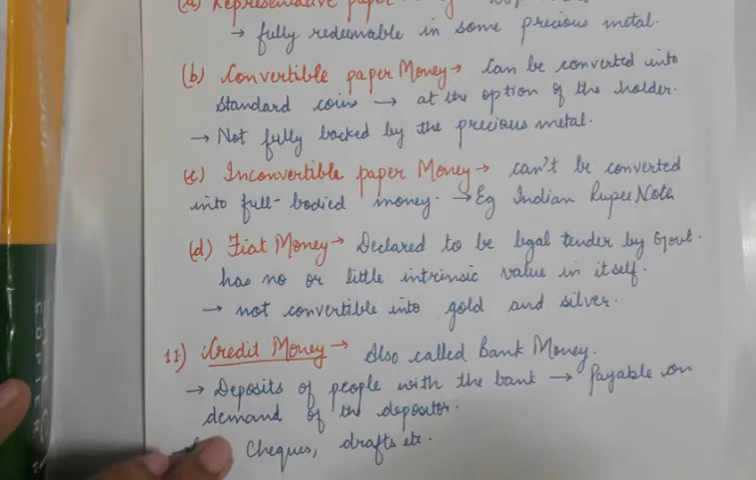 (a) Representative paper
→ fully redeemable in some precious metal.
(b) Convertible paper Money→ can be converted into
standard coins → at the option of the holder.
→ Not fully backed by the precious metal.
(c) Inconvertible paper Money→ can't be converted
into full-bodied money. →Eg Indian Rupee Note
(d) Fiat Money→ Declared to be legal tender by Govt.
has no or little intrinsic value in itself.
→ not convertible into gold and silver.
11) Credit Money→ Also called Bank Money.
→ Deposits of people with the bank → Payable on
demand of the depositor.
→ Cheques, drafts etc.